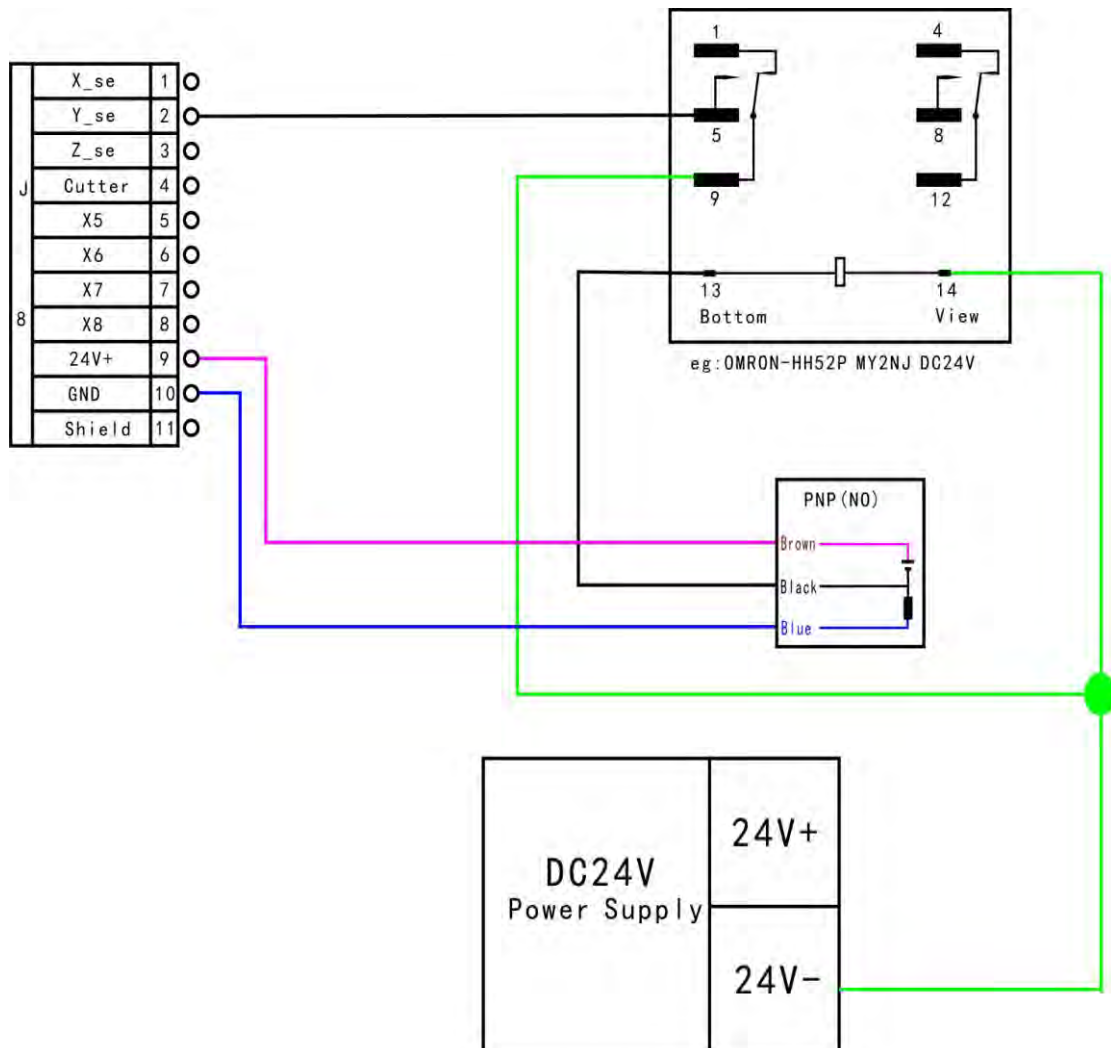 1 4
X_se 1
Y_se 2
5 8
Z_se 3
J
Cutter 4
9 12
X5 5
X6 6
X7 7
13 14
8
X8 8
Bottom View
24V+ 9
eg:OMRON-HH52P MY2NJ DC24V
GND 10
Shield 11
PNP(NO)
Brown
Black
Blue
24V+
DC24V
Power Supply
24V-